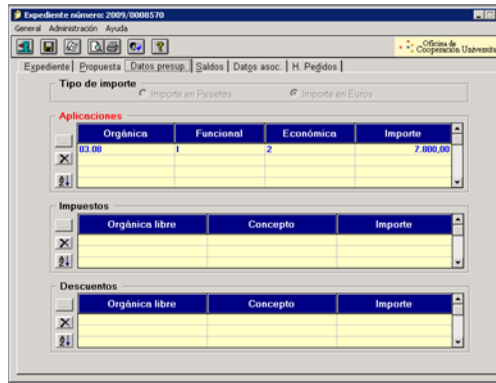 Expediente número: 2009/0008570
General Administración Ayuda
Oficina de
Cooperación Universita
Expediente Propuesta Datos presup. Saldos Datos asoc. H. Pedidos
Tipo de importe
Importe en Pesetas Importe en Euros
Aplicaciones
Orgánica Funcional Económica Importe
03.08 I 2 7.800,00
Impuestos
Orgánica libre Concepto Importe
Descuentos
Orgánica libre Concepto Importe